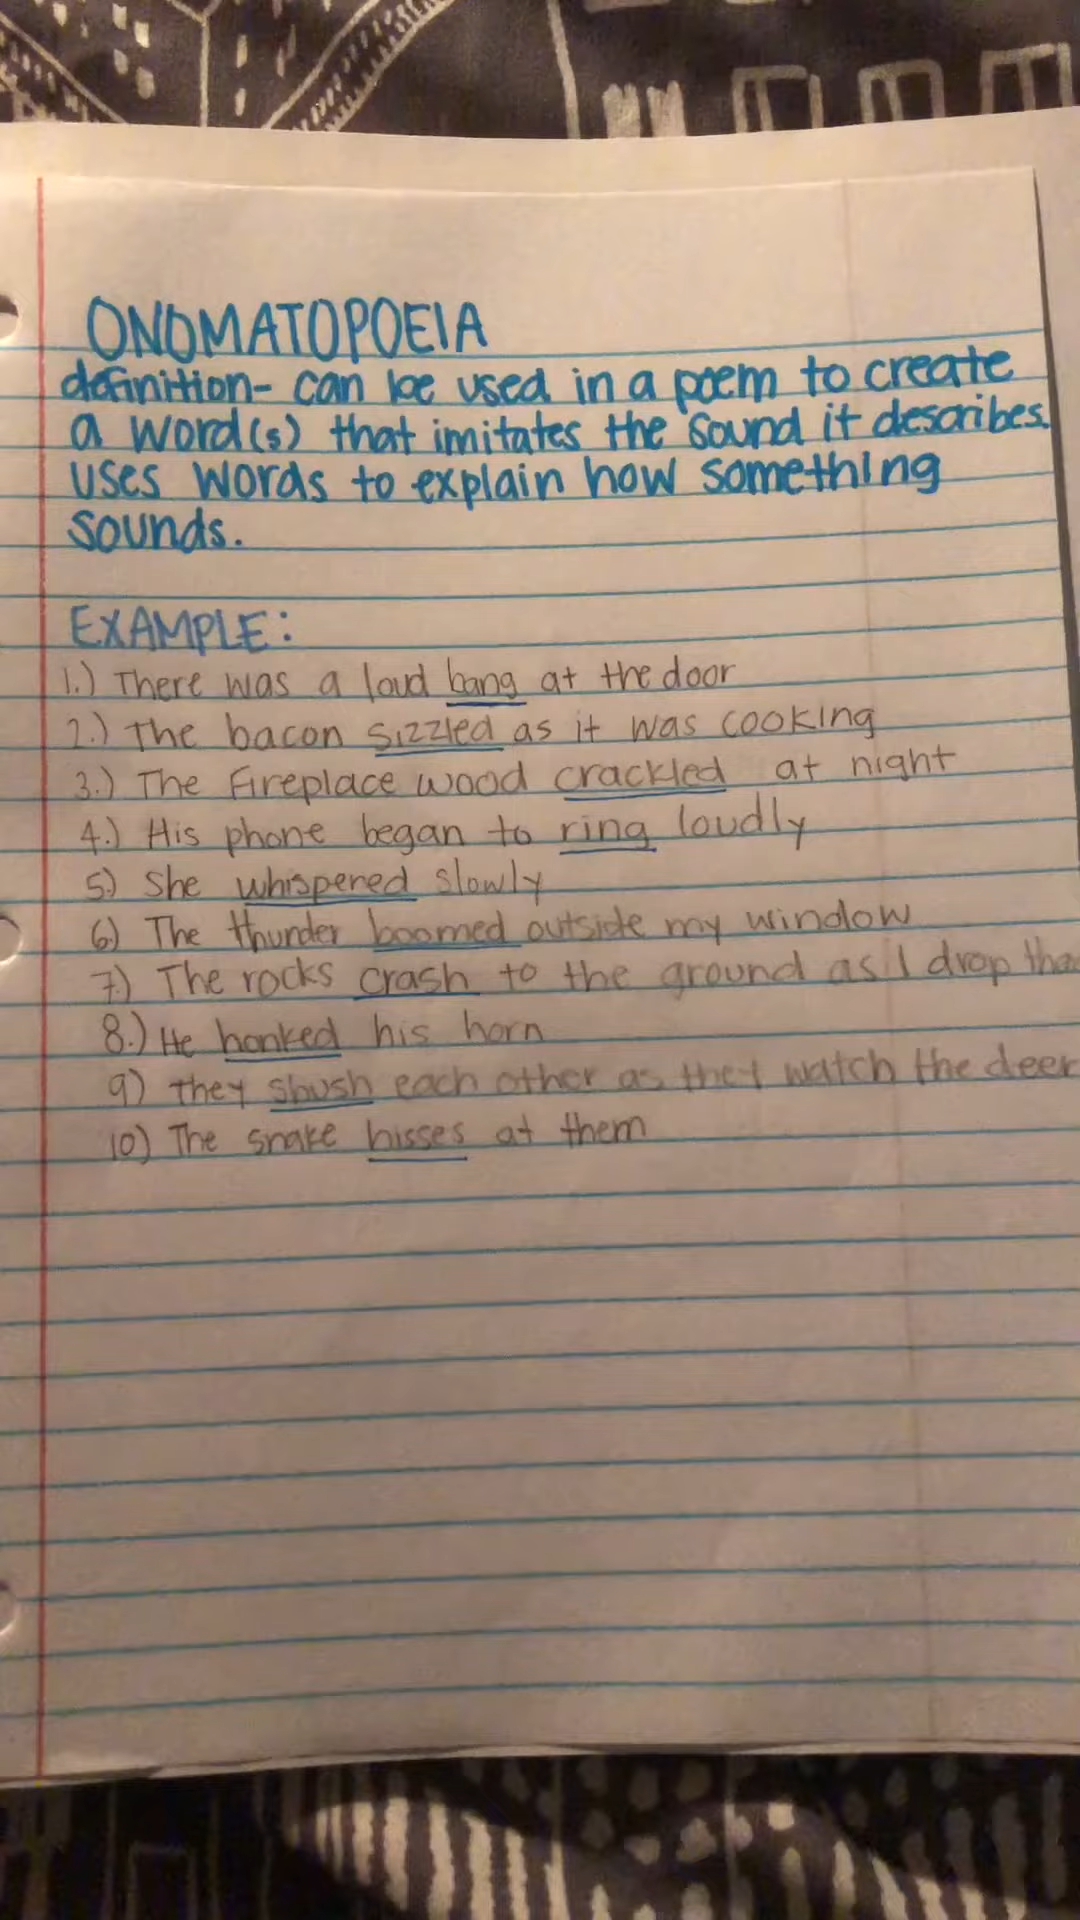 ONOMATOPOEIA
definition- can be used in a poem to create
a word(s) that imitates the sound it describes.
uses words to explain how something
sounds.
EXAMPLE:
1.) There was a loud bang at the door
2.) The bacon sizzled as it was cooking
3.) The fireplace wood crackled at night
4.) His phone began to ring loudly
5) She whispered slowly
6) The thunder boomed outside my window
7.) The rocks crash to the ground as I drop
8.) He honked his horn
9) They shush each other as they watch the deer
10) The snake hisses at them